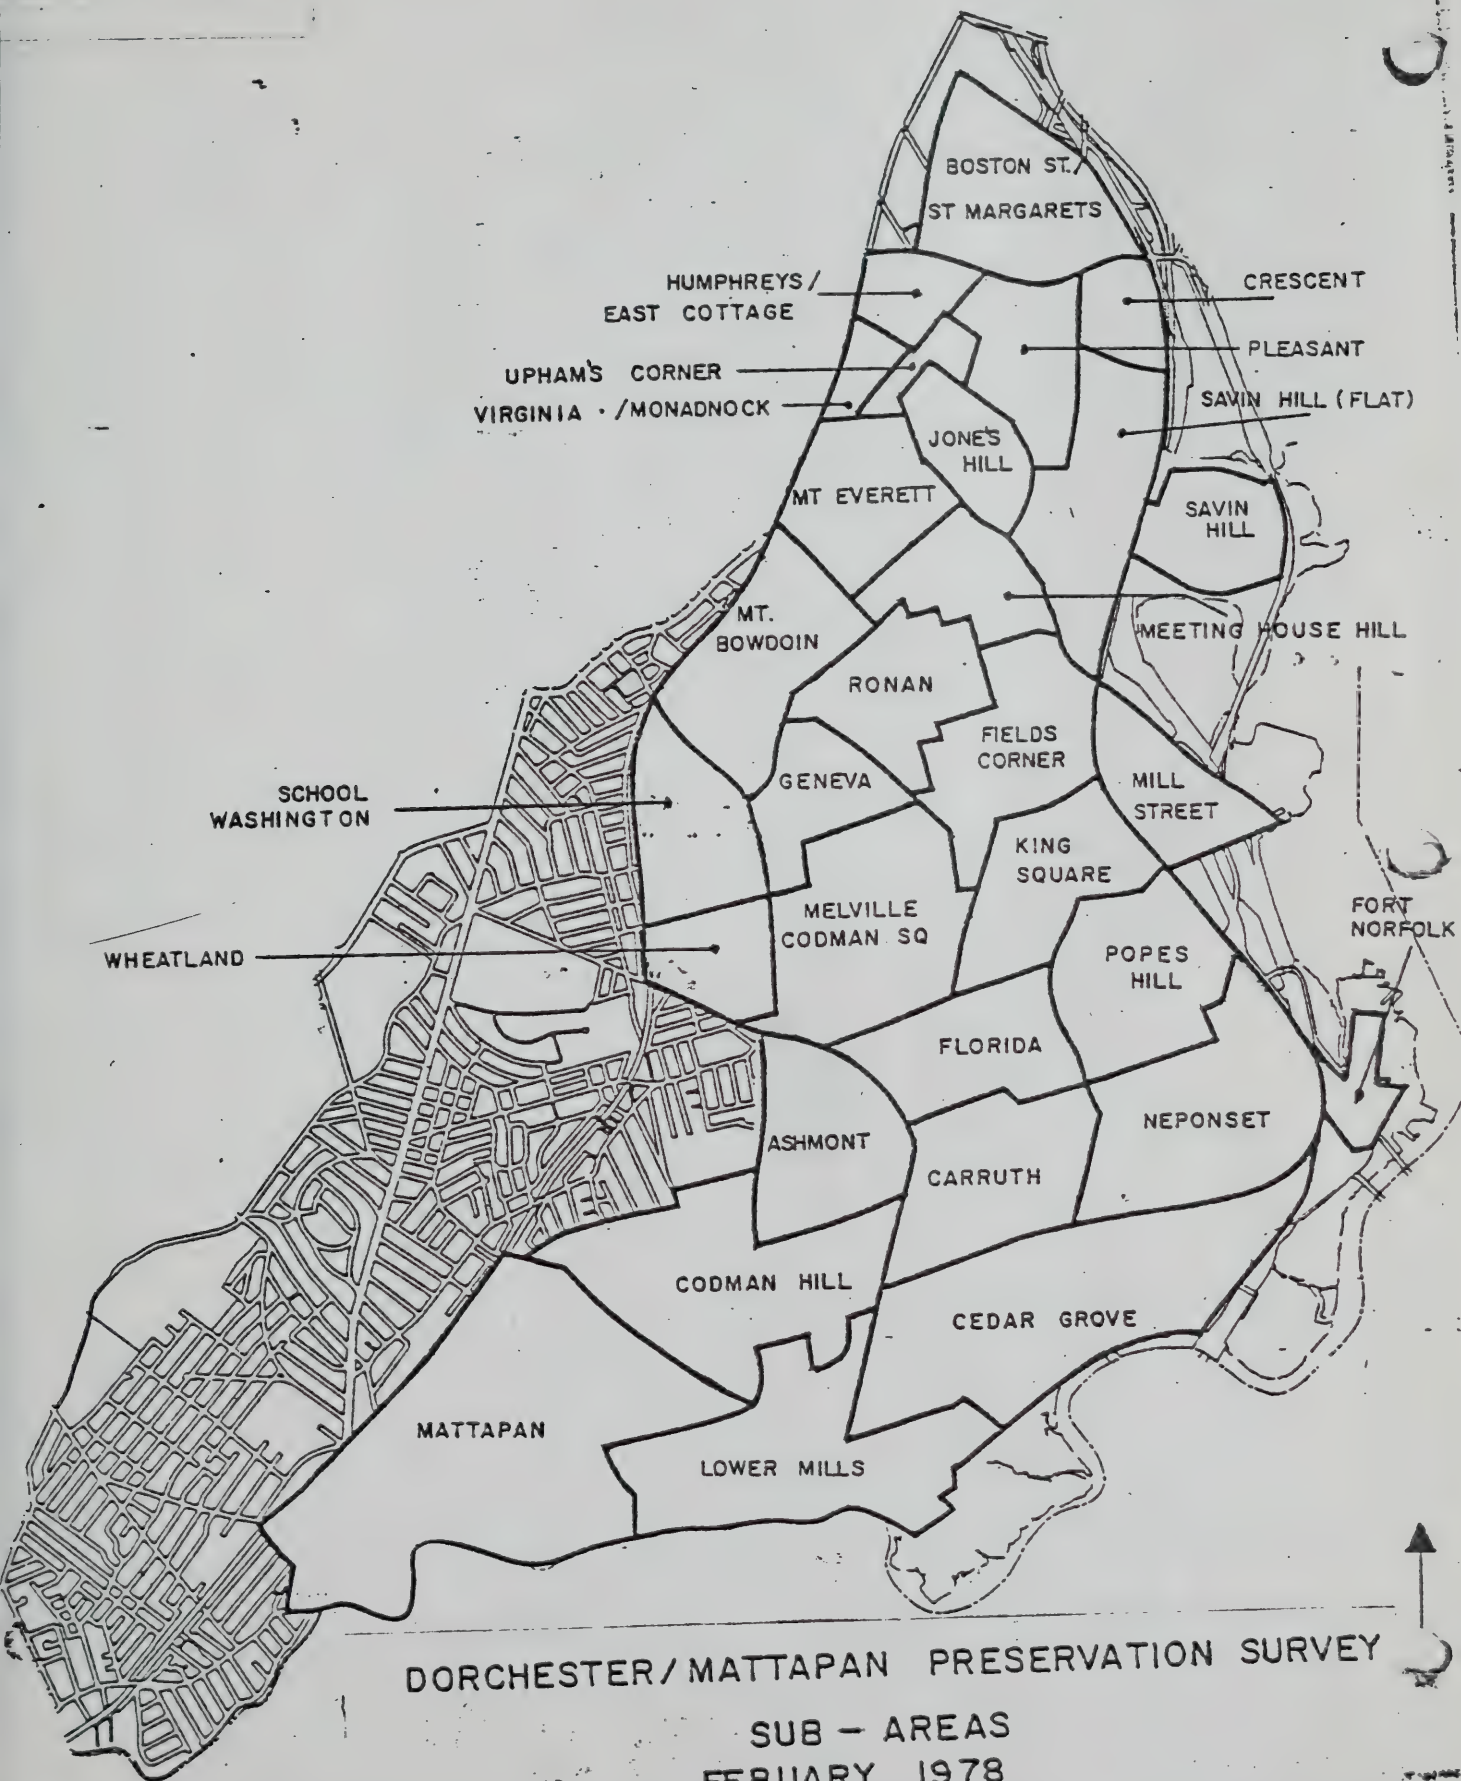 BOSTON ST./
ST MARGARETS
HUMPHREYS/
EAST COTTAGE
CRESCENT
UPHAM'S CORNER
PLEASANT
VIRGINIA ·/MONADNOCK
SAVIN HILL (FLAT)
JONE'S
HILL
MT EVERETT
SAVIN
HILL
MT.
BOWDOIN
MEETING HOUSE HILL
RONAN
FIELDS
CORNER
GENEVA
MILL
STREET
SCHOOL
WASHINGTON
KING
SQUARE
MELVILLE
CODMAN SQ
FORT
NORFOLK
WHEATLAND
POPES
HILL
FLORIDA
NEPONSET
ASHMONT
CARRUTH
CODMAN HILL
CEDAR GROVE
MATTAPAN
LOWER MILLS
DORCHESTER/MATTAPAN PRESERVATION SURVEY
SUB - AREAS
FEBUARY 1978